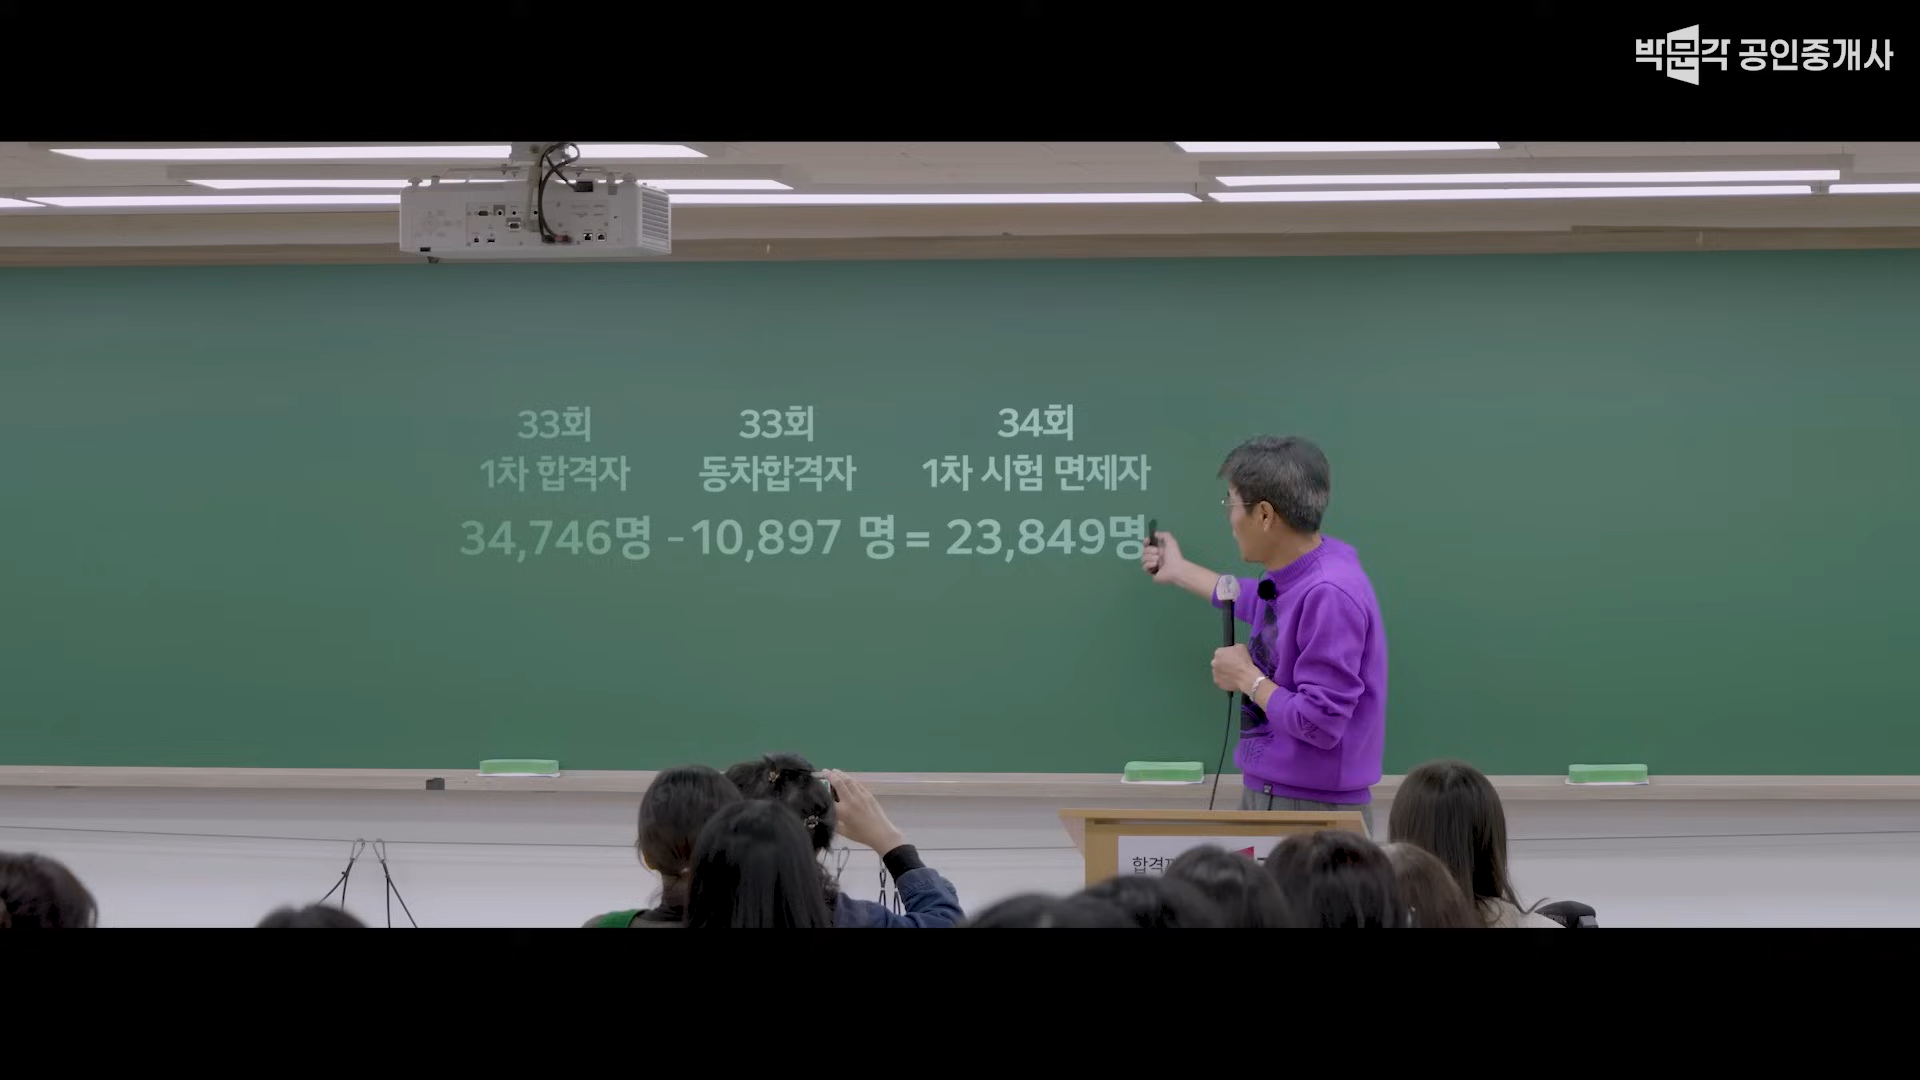 박문각 공인중개사
33회 33회 34회
1차 합격자 동차합격자 1차 시험 면제자
34,746명 -10,897 명 = 23,849명